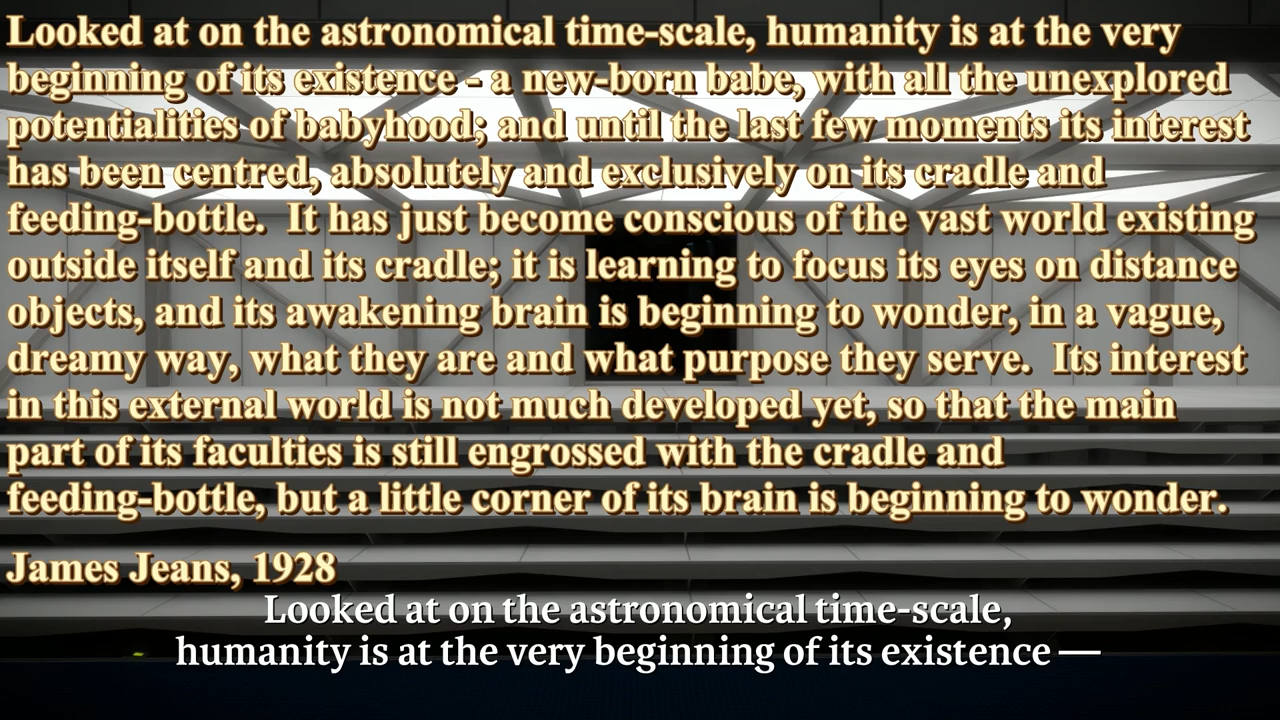 Looked at on the astronomical time-scale, humanity is at the very
beginning of its existence - a new-born babe, with all the unexplored
potentialities of babyhood; and until the last few moments its interest
has been centred, absolutely and exclusively on its cradle and
feeding-bottle.  It has just become conscious of the vast world existing
outside itself and its cradle; it is learning to focus its eyes on distance
objects, and its awakening brain is beginning to wonder, in a vague,
dreamy way, what they are and what purpose they serve.  Its interest
in this external world is not much developed yet, so that the main
part of its faculties is still engrossed with the cradle and
feeding-bottle, but a little corner of its brain is beginning to wonder.
James Jeans, 1928
Looked at on the astronomical time-scale,
humanity is at the very beginning of its existence —